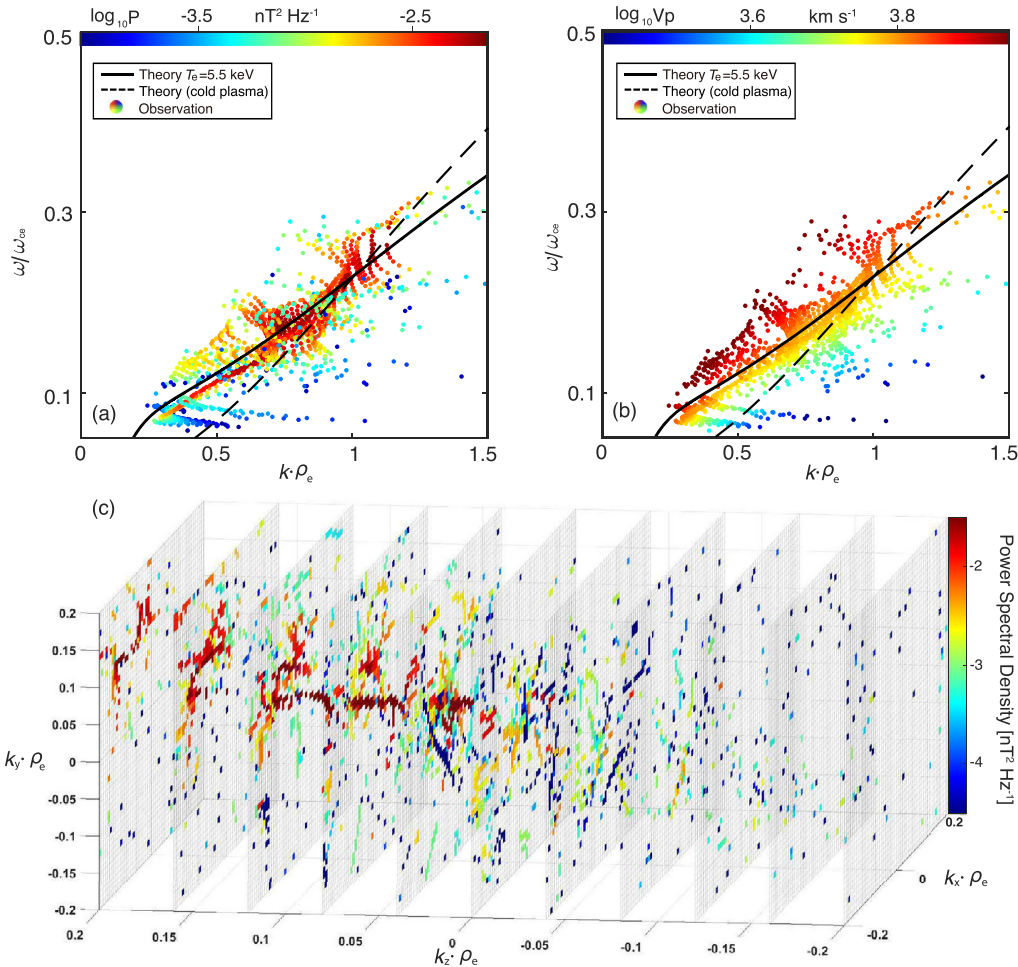 log₁₀P -3.5 nT² Hz⁻¹ -2.5
0.5
Theory Tₑ=5.5 keV
Theory (cold plasma)
Observation
0.3
ω/ω_ce
0.1
(a)
0 0.5 1 1.5
k·ρₑ
log₁₀Vp 3.6 km s⁻¹ 3.8
0.5
Theory Tₑ=5.5 keV
Theory (cold plasma)
Observation
0.3
ω/ω_ce
0.1
(b)
0 0.5 1 1.5
k·ρₑ
(c)
0.2
0.15
0.1
0.05
k_y·ρₑ
0
-0.05
-0.1
-0.15
-0.2
0.2 0.15 0.1 0.05 0 -0.05 -0.1 -0.15 -0.2
k_z·ρₑ
-0.2 0 0.2
k_x·ρₑ
-2
-3
-4
Power Spectral Density [nT² Hz⁻¹]